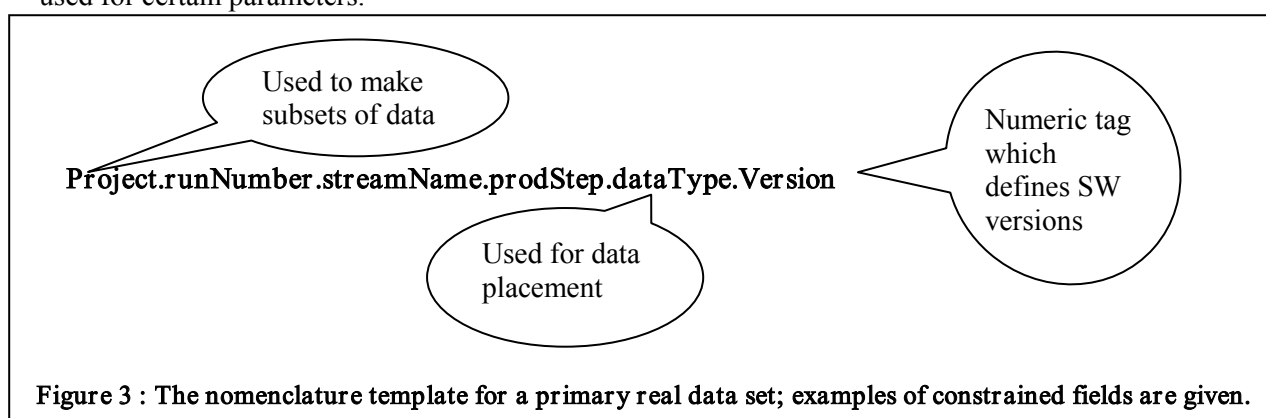 used for certain parameters.
Used to make
subsets of data
Numeric tag
which
defines SW
versions
Project.runNumber.streamName.prodStep.dataType.Version
Used for data
placement
Figure 3 : The nomenclature template for a primary real data set; examples of constrained fields are given.